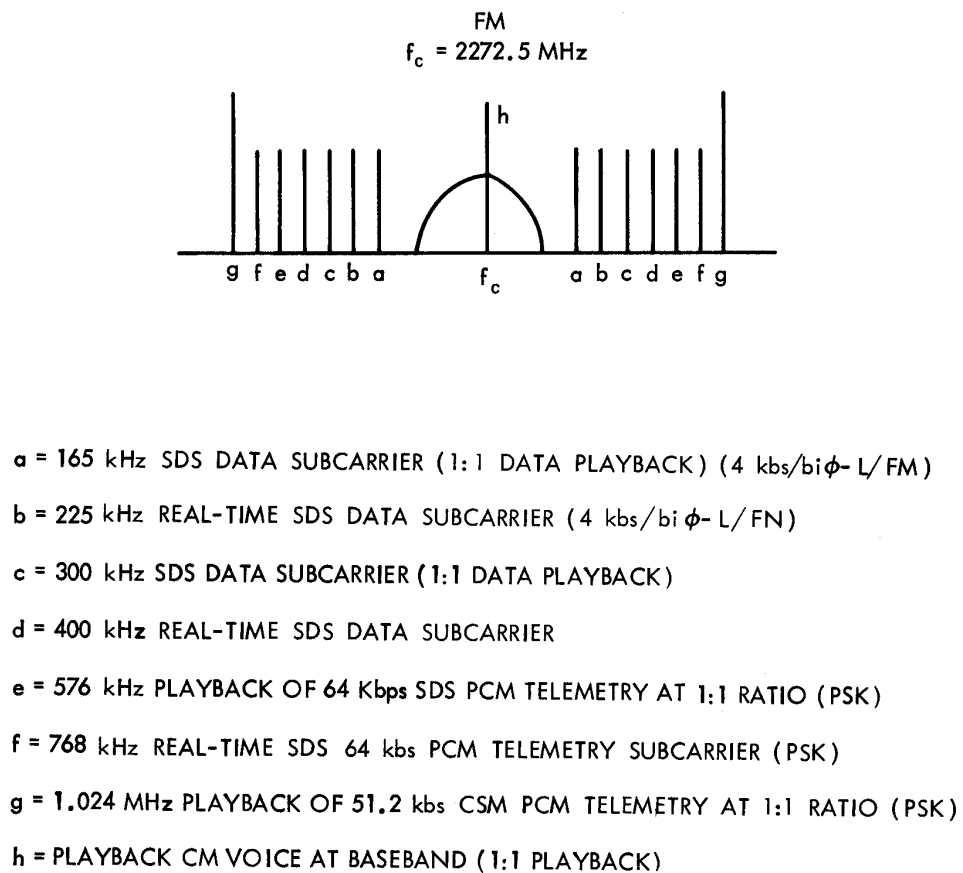 FM
f_c = 2272.5 MHz
h
g f e d c b a f_c a b c d e f g
a = 165 kHz SDS DATA SUBCARRIER (1:1 DATA PLAYBACK) (4 kbs/biϕ-L/FM)
b = 225 kHz REAL-TIME SDS DATA SUBCARRIER (4 kbs/biϕ-L/FN)
c = 300 kHz SDS DATA SUBCARRIER (1:1 DATA PLAYBACK)
d = 400 kHz REAL-TIME SDS DATA SUBCARRIER
e = 576 kHz PLAYBACK OF 64 Kbps SDS PCM TELEMETRY AT 1:1 RATIO (PSK)
f = 768 kHz REAL-TIME SDS 64 kbs PCM TELEMETRY SUBCARRIER (PSK)
g = 1.024 MHz PLAYBACK OF 51.2 kbs CSM PCM TELEMETRY AT 1:1 RATIO (PSK)
h = PLAYBACK CM VOICE AT BASEBAND (1:1 PLAYBACK)